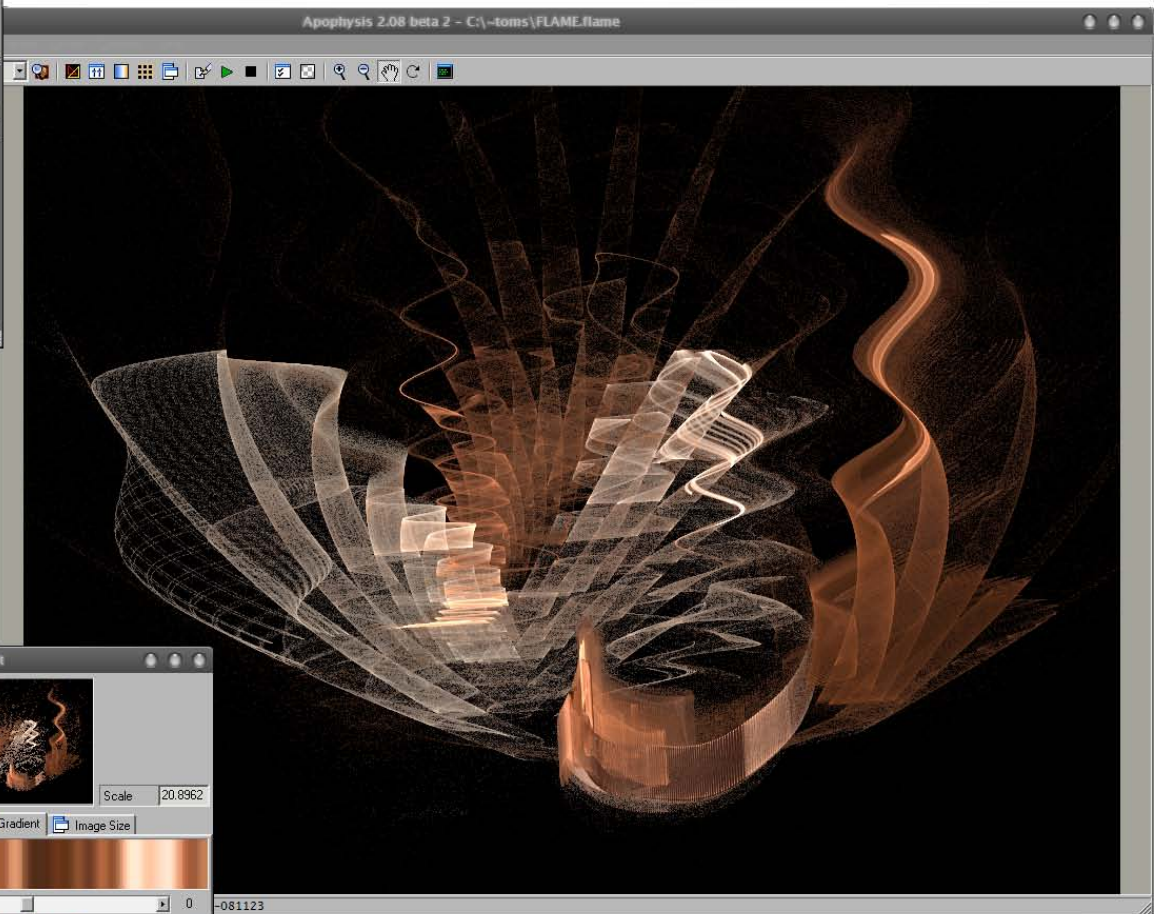 Apophysis 2.08 beta 2 - C:\~toms\FLAME.flame
Scale 20.8962
Gradient Image Size
0
-081123